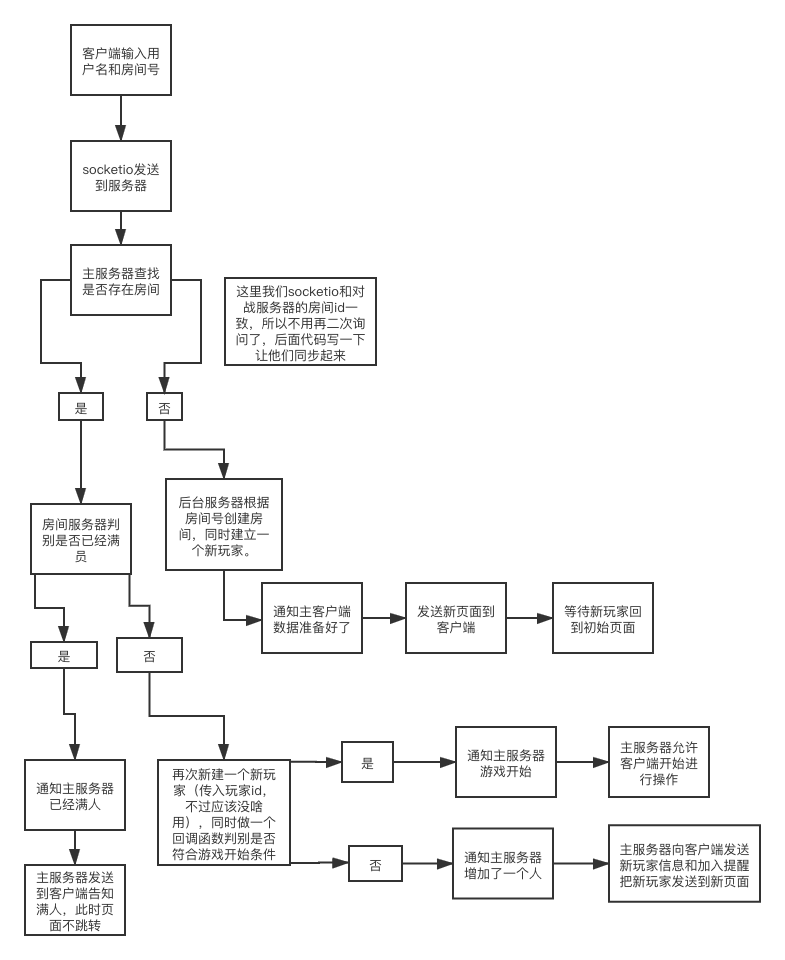 客户端输入用
户名和房间号
socketio发送
到服务器
主服务器查找
是否存在房间
这里我们socketio和对
战服务器的房间id一
致，所以不用再二次询
问了，后面代码写一下
让他们同步起来
是
否
房间服务器判
别是否已经满
员
后台服务器根据
房间号创建房
间，同时建立一
个新玩家。
通知主客户端
数据准备好了
发送新页面到
客户端
等待新玩家回
到初始页面
是
否
通知主服务器
已经满人
再次新建一个新玩
家（传入玩家id，
不过应该没啥
用），同时做一个
回调函数判别是否
符合游戏开始条件
是
通知主服务器
游戏开始
主服务器允许
客户端开始进
行操作
否
通知主服务器
增加了一个人
主服务器向客户端发送
新玩家信息和加入提醒
把新玩家发送到新页面
主服务器发送
到客户端告知
满人，此时页
面不跳转